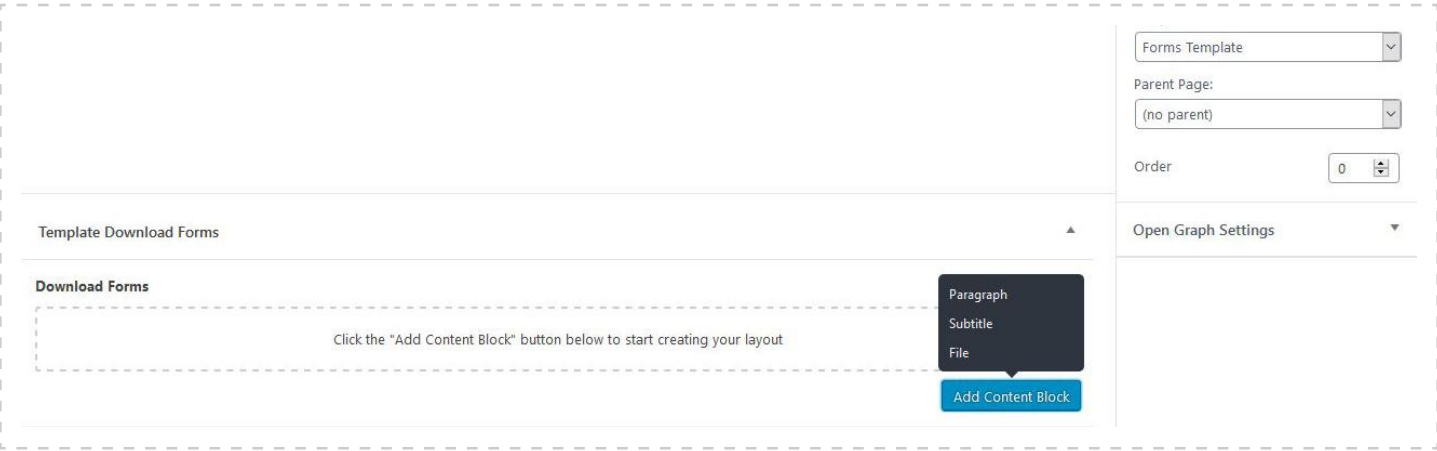 Forms Template
Parent Page:
(no parent)
Order
0
Open Graph Settings
Template Download Forms
Download Forms
Click the "Add Content Block" button below to start creating your layout
Paragraph
Subtitle
File
Add Content Block